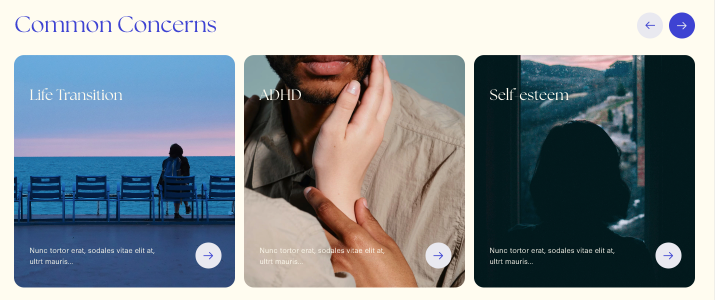 Common Concerns
Life Transition
ADHD
Self-esteem
Nunc tortor erat, sodales vitae elit at,
ultrt mauris...
Nunc tortor erat, sodales vitae elit at,
ultrt mauris...
Nunc tortor erat, sodales vitae elit at,
ultrt mauris...